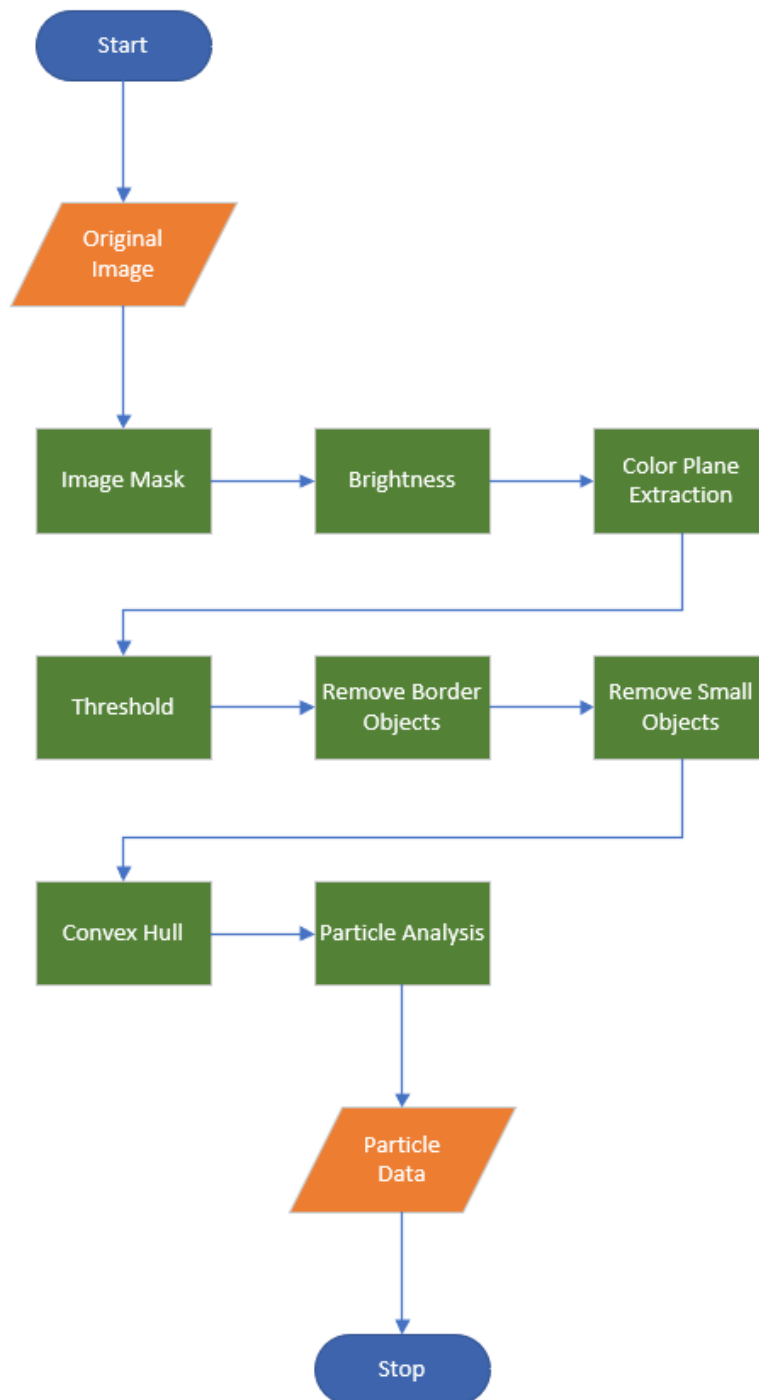 Start
Original
Image
Image Mask
Brightness
Color Plane
Extraction
Threshold
Remove Border
Objects
Remove Small
Objects
Convex Hull
Particle Analysis
Particle
Data
Stop